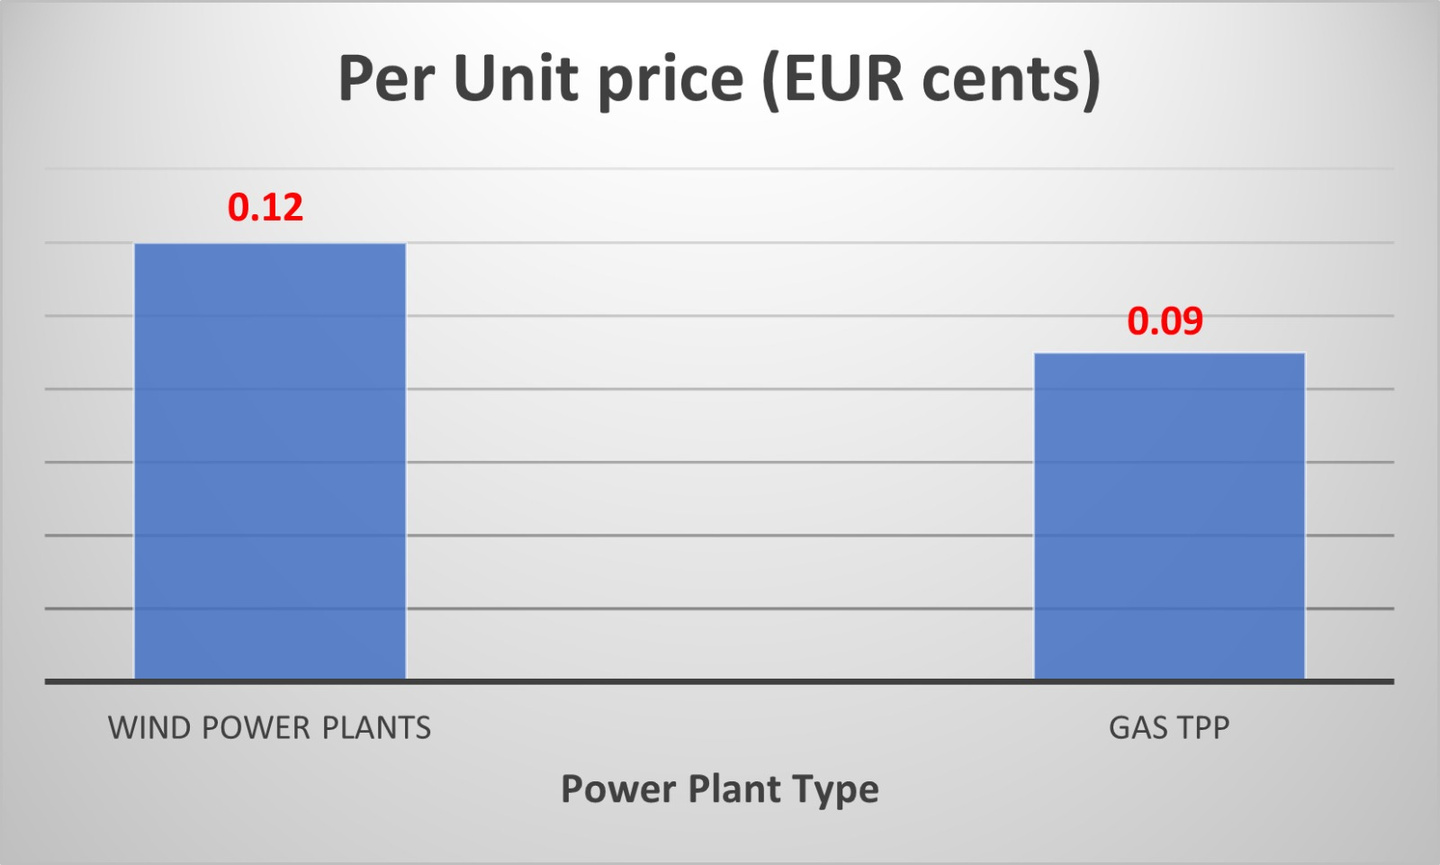 Per Unit price (EUR cents)
0.12
0.09
WIND POWER PLANTS
GAS TPP
Power Plant Type